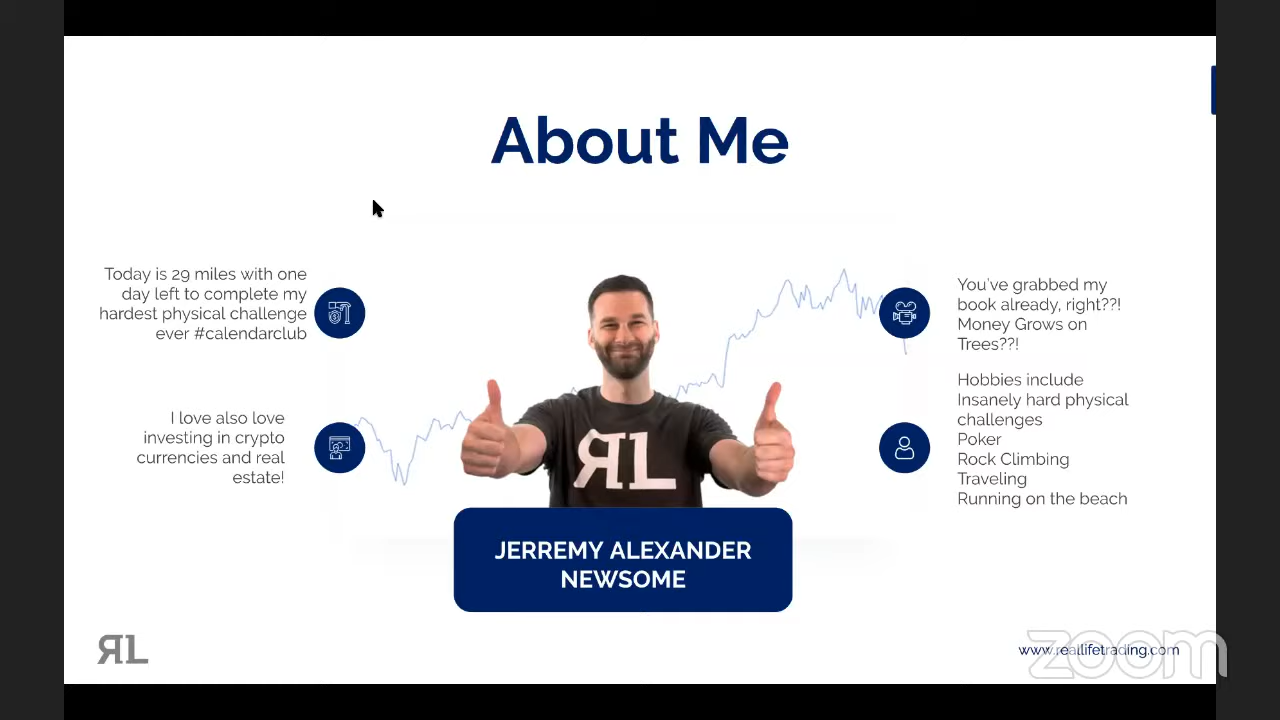 About Me
Today is 29 miles with one
day left to complete my
hardest physical challenge
ever #calendarclub
I love also love
investing in crypto
currencies and real
estate!
You've grabbed my
book already, right??!
Money Grows on
Trees??!
Hobbies include
Insanely hard physical
challenges
Poker
Rock Climbing
Traveling
Running on the beach
RL
JERREMY ALEXANDER
NEWSOME
RL
www.reallifetrading.com
zoom